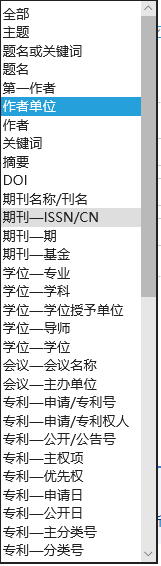 全部
主题
题名或关键词
题名
第一作者
作者单位
作者
关键词
摘要
DOI
期刊名称/刊名
期刊—ISSN/CN
期刊—期
期刊—基金
学位—专业
学位—学科
学位—学位授予单位
学位—导师
学位—学位
会议—会议名称
会议—主办单位
专利—申请/专利号
专利—申请/专利权人
专利—公开/公告号
专利—主权项
专利—优先权
专利—申请日
专利—公开日
专利—主分类号
专利—分类号